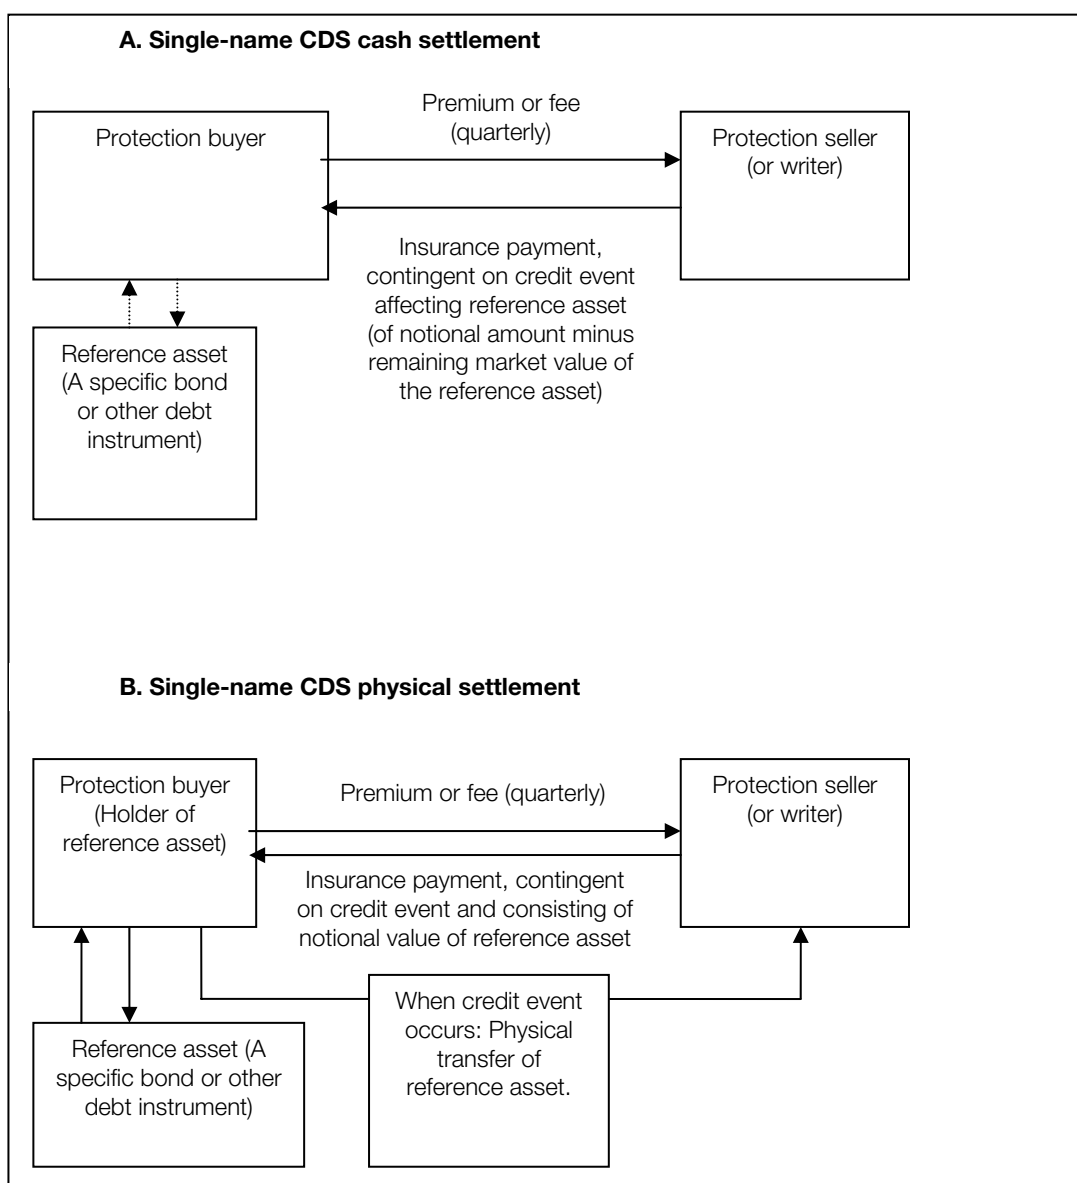 A. Single-name CDS cash settlement
Protection buyer
Premium or fee
(quarterly)
Protection seller
(or writer)
Insurance payment,
contingent on credit event
affecting reference asset
(of notional amount minus
remaining market value of
the reference asset)
Reference asset
(A specific bond
or other debt
instrument)
B. Single-name CDS physical settlement
Protection buyer
(Holder of
reference asset)
Premium or fee (quarterly)
Protection seller
(or writer)
Insurance payment, contingent
on credit event and consisting of
notional value of reference asset
When credit event
occurs: Physical
transfer of
reference asset.
Reference asset (A
specific bond or other
debt instrument)